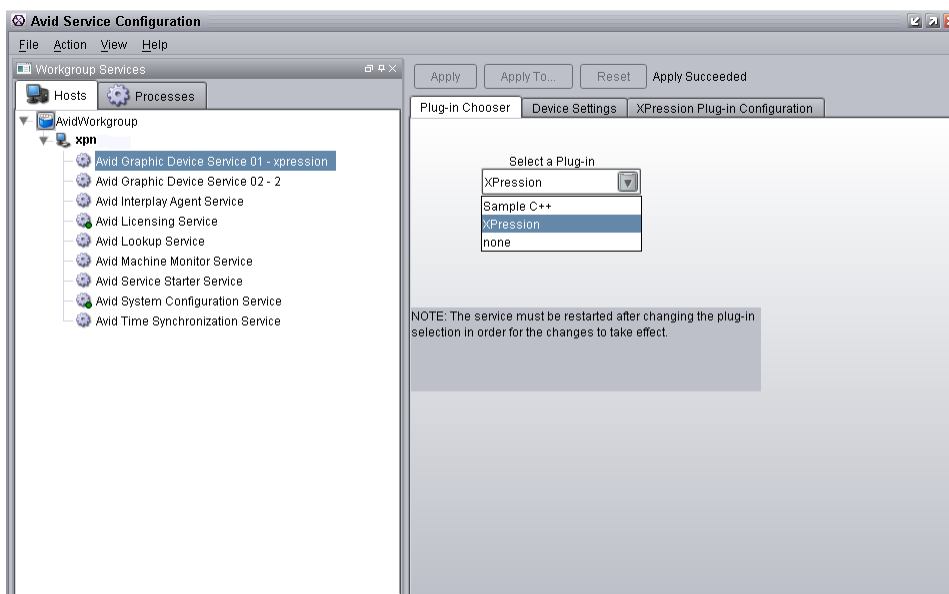 Avid Service Configuration
File Action View Help
Workgroup Services
Hosts Processes
AvidWorkgroup
xpn
Avid Graphic Device Service 01 - xpression
Avid Graphic Device Service 02 - 2
Avid Interplay Agent Service
Avid Licensing Service
Avid Lookup Service
Avid Machine Monitor Service
Avid Service Starter Service
Avid System Configuration Service
Avid Time Synchronization Service
Apply Apply To... Reset Apply Succeeded
Plug-in Chooser Device Settings XPression Plug-in Configuration
Select a Plug-in
XPression
Sample C++
XPression
none
NOTE: The service must be restarted after changing the plug-in
selection in order for the changes to take effect.